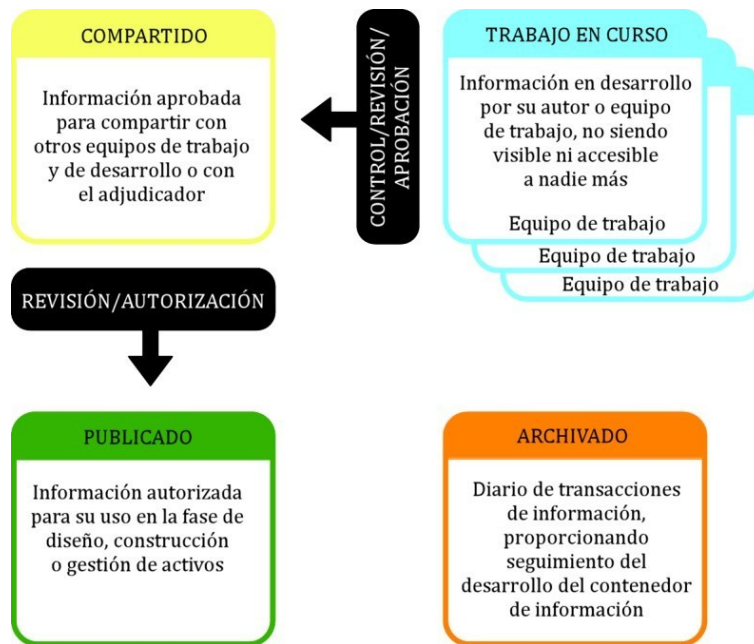 COMPARTIDO
Información aprobada
para compartir con
otros equipos de trabajo
y de desarrollo o con
el adjudicador
CONTROL/REVISIÓN/
APROBACIÓN
TRABAJO EN CURSO
Información en desarrollo
por su autor o equipo
de trabajo, no siendo
visible ni accesible
a nadie más
Equipo de trabajo
Equipo de trabajo
Equipo de trabajo
REVISIÓN/AUTORIZACIÓN
PUBLICADO
Información autorizada
para su uso en la fase de
diseño, construcción
o gestión de activos
ARCHIVADO
Diario de transacciones
de información,
proporcionando
seguimiento del
desarrollo del contenedor
de información